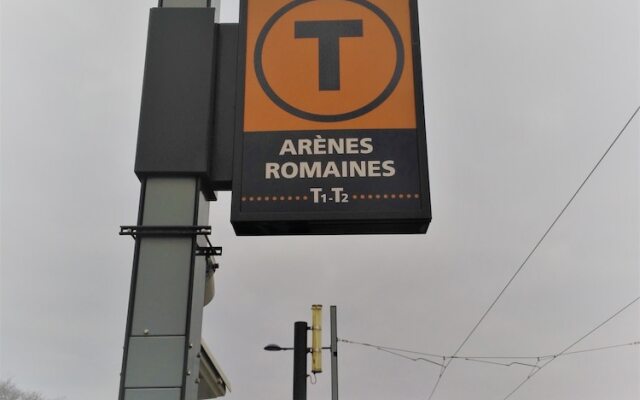 T
ARÈNES
ROMAINES
T1-T2